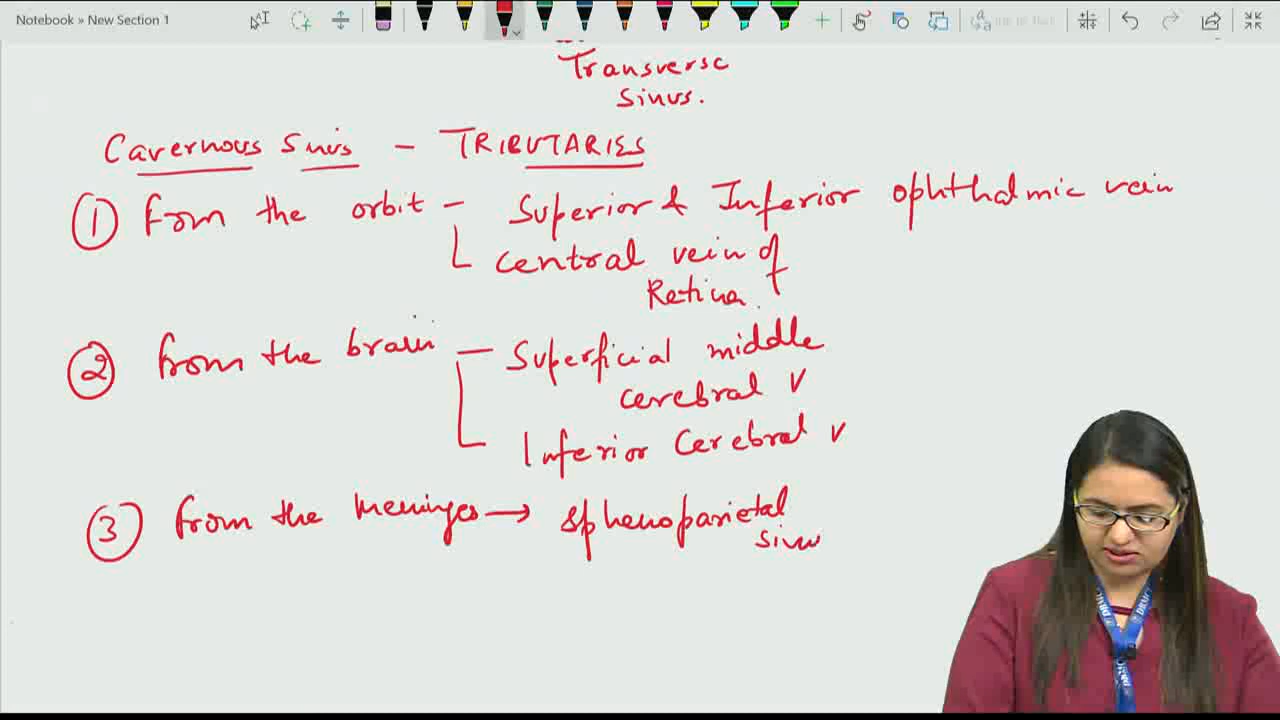 Notebook » New Section 1
Transverse
Sinus.
Cavernous Sinus - TRIBUTARIES
1 From the orbit - Superior & Inferior ophthalmic vein
central vein of
Retina.
2 from the brain - Superficial middle
cerebral V
Inferior Cerebral V
3 from the Meninges → sphenoparietal
sinus